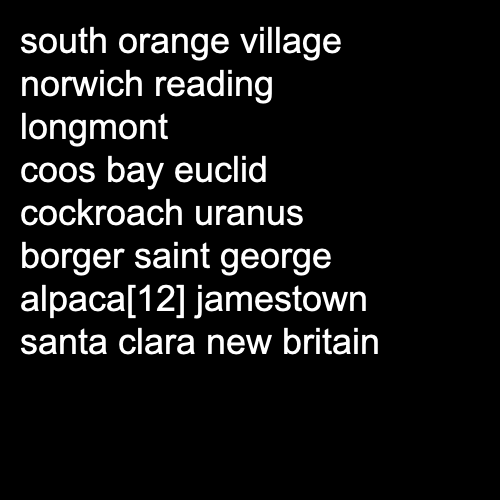 south orange village
norwich reading
longmont
coos bay euclid
cockroach uranus
borger saint george
alpaca[12] jamestown
santa clara new britain